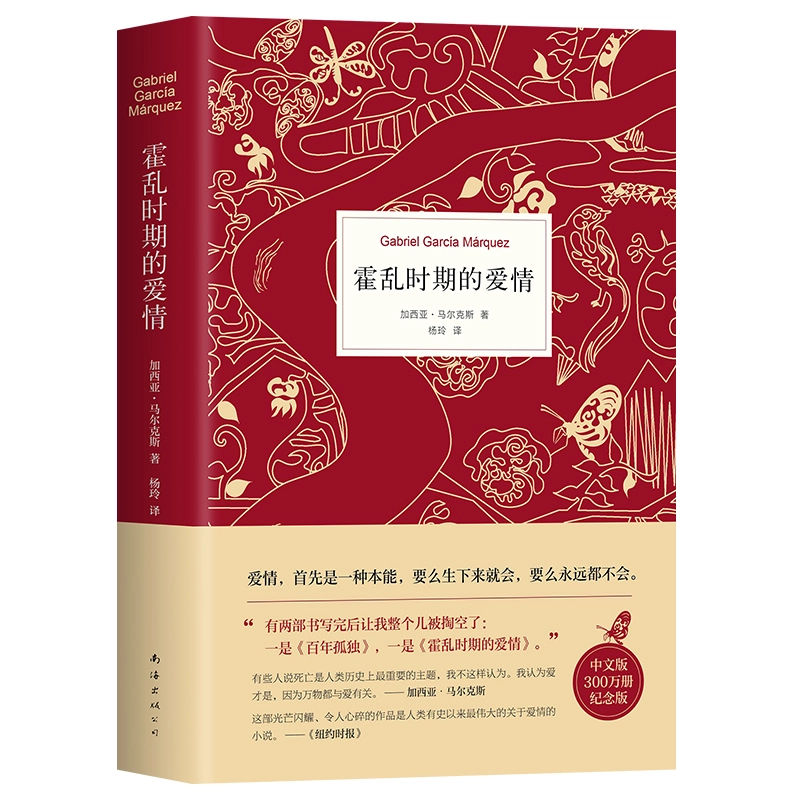 Gabriel
García
Márquez
霍乱时期的爱情
加西亚·马尔克斯 著
杨玲 译
南海出版公司
Gabriel García Márquez
霍乱时期的爱情
加西亚·马尔克斯 著
杨玲 译
爱情，首先是一种本能，要么生下来就会，要么永远都不会。
“有两部书写完后让我整个儿被掏空了：
一是《百年孤独》，一是《霍乱时期的爱情》。”
有些人说死亡是人类历史上最重要的主题，我不这样认为。我认为爱
才是，因为万物都与爱有关。——加西亚·马尔克斯
这部光芒闪耀、令人心碎的作品是人类有史以来最伟大的关于爱情的
小说。——《纽约时报》
中文版
300万册
纪念版